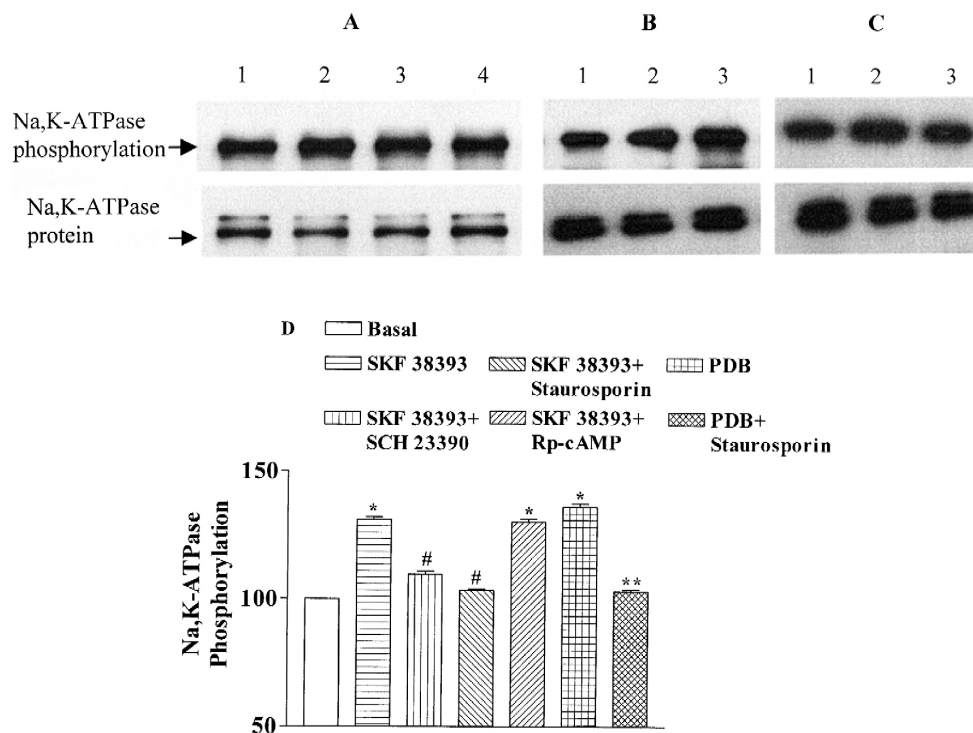 A B C
1 2 3 4 1 2 3 1 2 3
Na,K-ATPase
phosphorylation
Na,K-ATPase
protein
D Basal
SKF 38393 SKF 38393+ PDB
Staurosporin
SKF 38393+ SKF 38393+ PDB+
SCH 23390 Rp-cAMP Staurosporin
150
100
50
Na,K-ATPase
Phosphorylation
* # # * * **